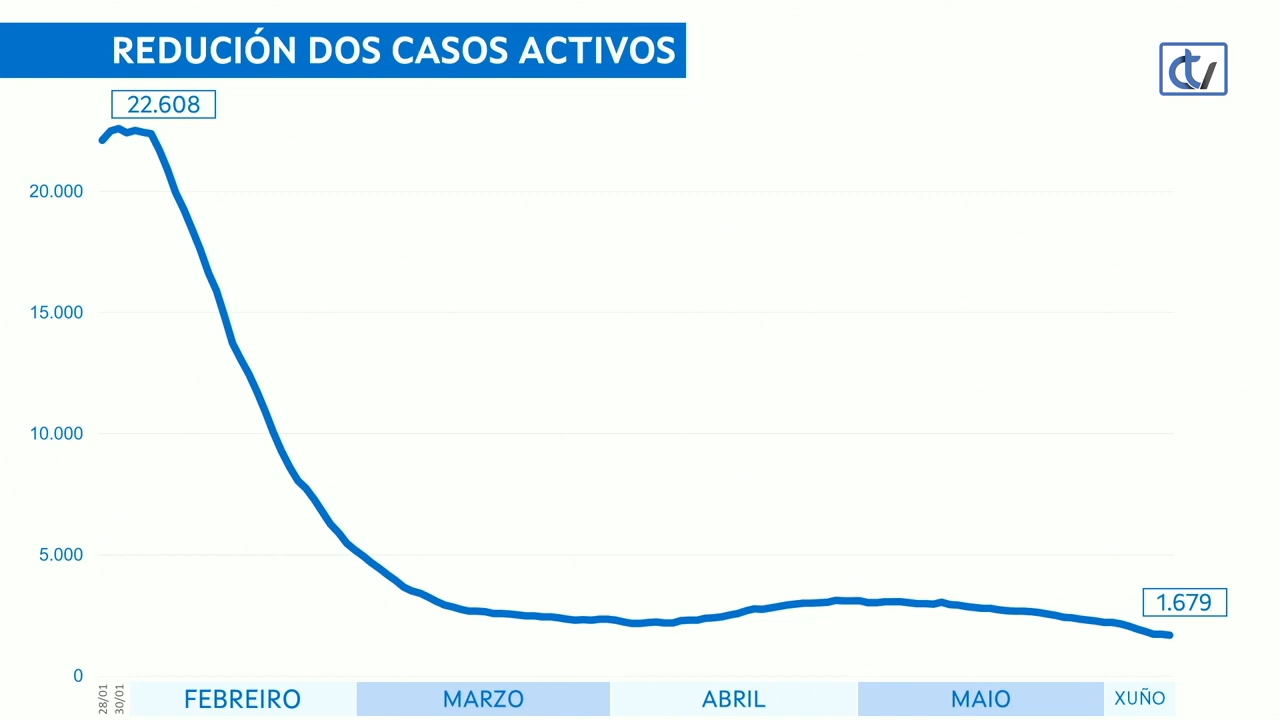 REDUCIÓN DOS CASOS ACTIVOS
CTV
22.608
20.000
15.000
10.000
5.000
1.679
0
28/01
30/01
FEBREIRO
MARZO
ABRIL
MAIO
XUÑO